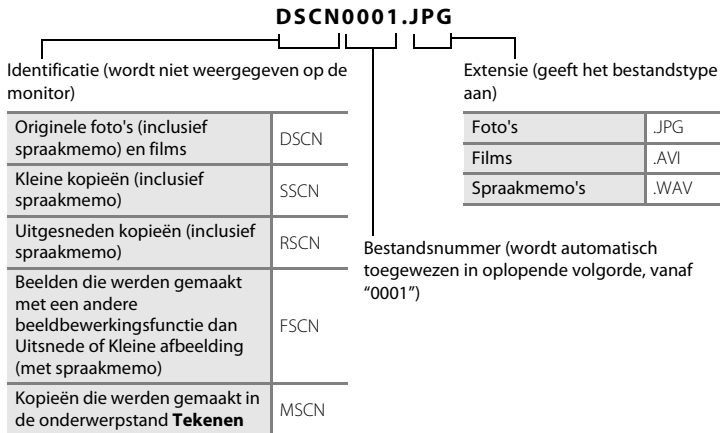 DSCN0001.JPG
Identificatie (wordt niet weergegeven op de
monitor)
Originele foto's (inclusief
spraakmemo) en films
DSCN
Kleine kopieën (inclusief
spraakmemo)
SSCN
Uitgesneden kopieën (inclusief
spraakmemo)
RSCN
Beelden die werden gemaakt
met een andere
beeldbewerkingsfunctie dan
Uitsnede of Kleine afbeelding
(met spraakmemo)
FSCN
Kopieën die werden gemaakt in
de onderwerpstand Tekenen
MSCN
Extensie (geeft het bestandstype
aan)
Foto's .JPG
Films .AVI
Spraakmemo's .WAV
Bestandsnummer (wordt automatisch
toegewezen in oplopende volgorde, vanaf
“0001”)